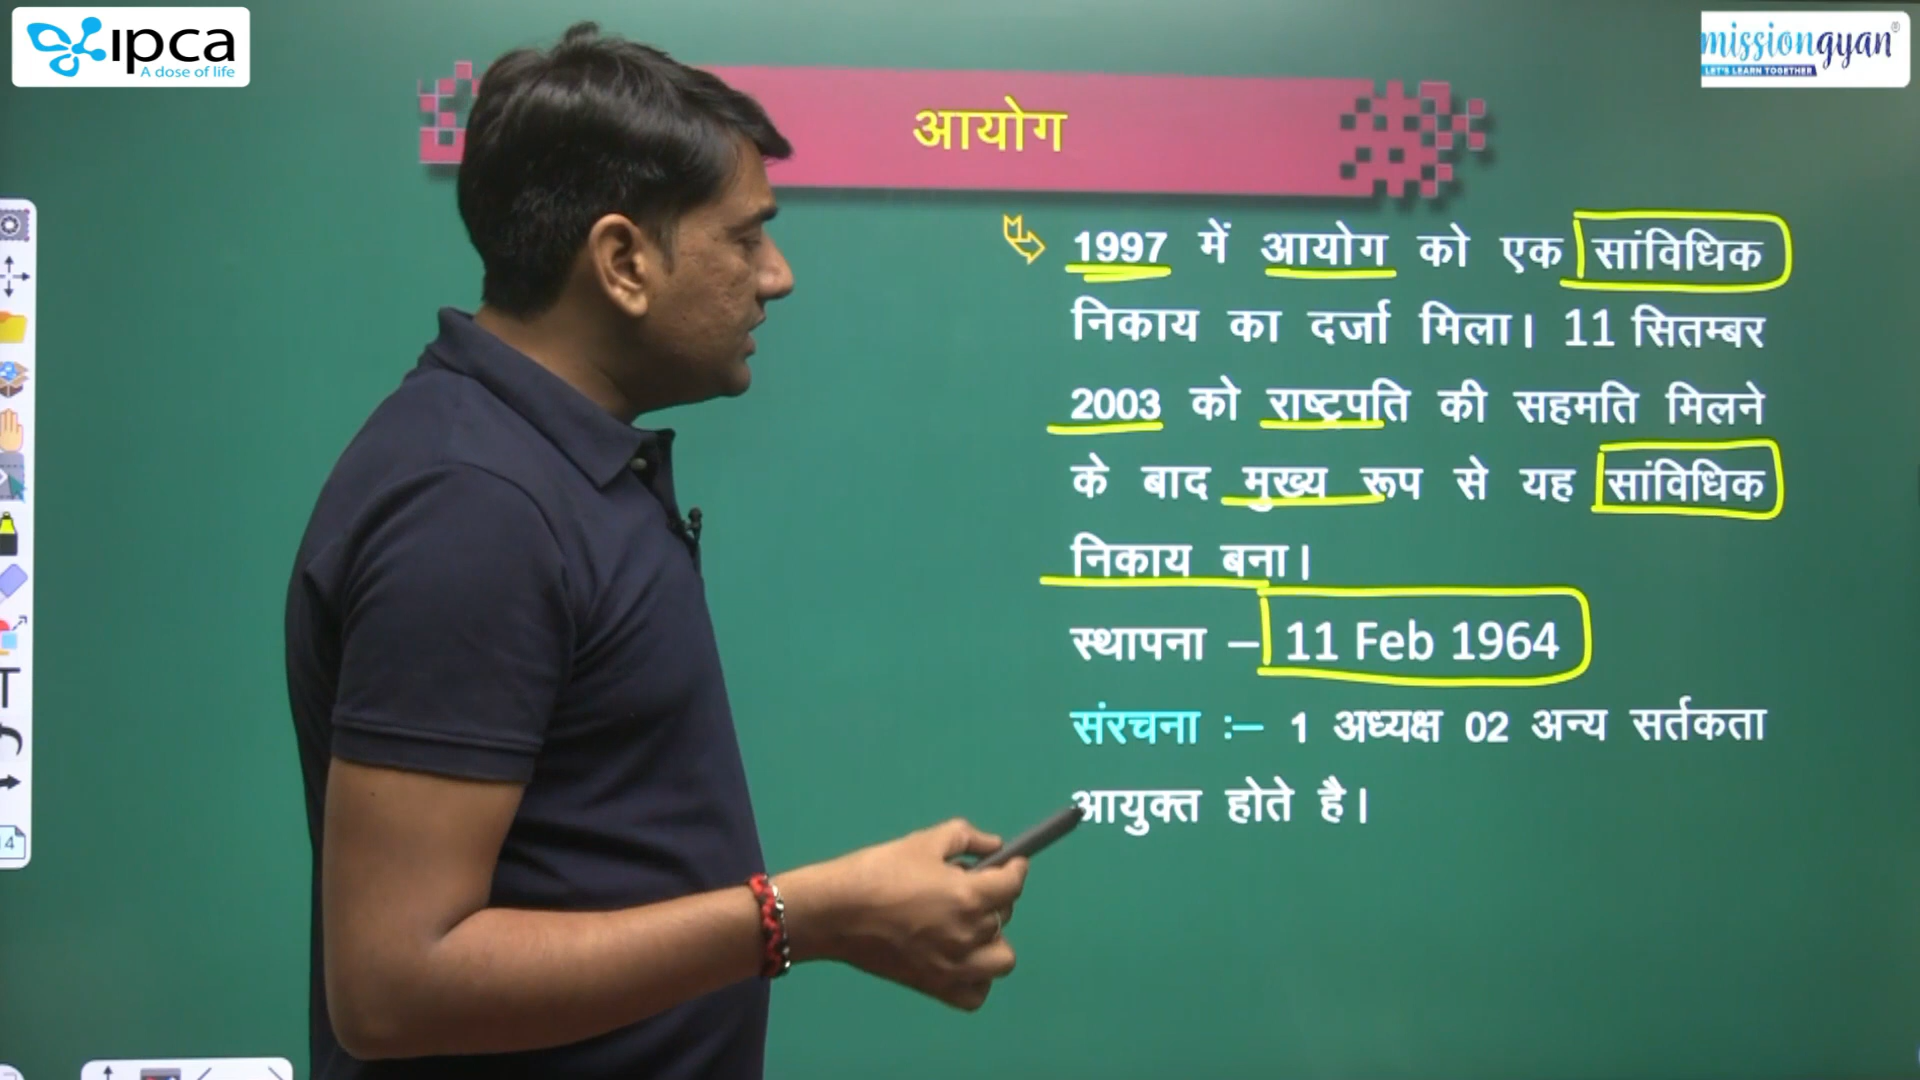 ipca
A dose of life
missiongyan®
LET'S LEARN TOGETHER
आयोग
1997 में आयोग को एक सांविधिक
निकाय का दर्जा मिला। 11 सितम्बर
2003 को राष्ट्रपति की सहमति मिलने
के बाद मुख्य रूप से यह सांविधिक
निकाय बना।
स्थापना – 11 Feb 1964
संरचना :– 1 अध्यक्ष 02 अन्य सर्तकता
आयुक्त होते है।
T
14